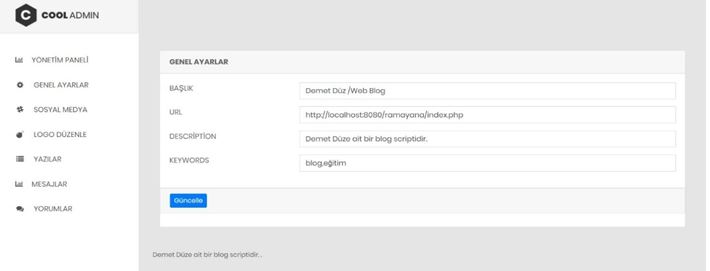 COOL ADMIN
YÖNETİM PANELİ
GENEL AYARLAR
SOSYAL MEDYA
LOGO DÜZENLE
YAZILAR
MESAJLAR
YORUMLAR
GENEL AYARLAR
BAŞLIK
Demet Düz /Web Blog
URL
http://localhost:8080/ramayana/index.php
DESCRİPTİON
Demet Düze ait bir blog scriptidir.
KEYWORDS
blog,eğitim
Güncelle
Demet Düze ait bir blog scriptidir. .